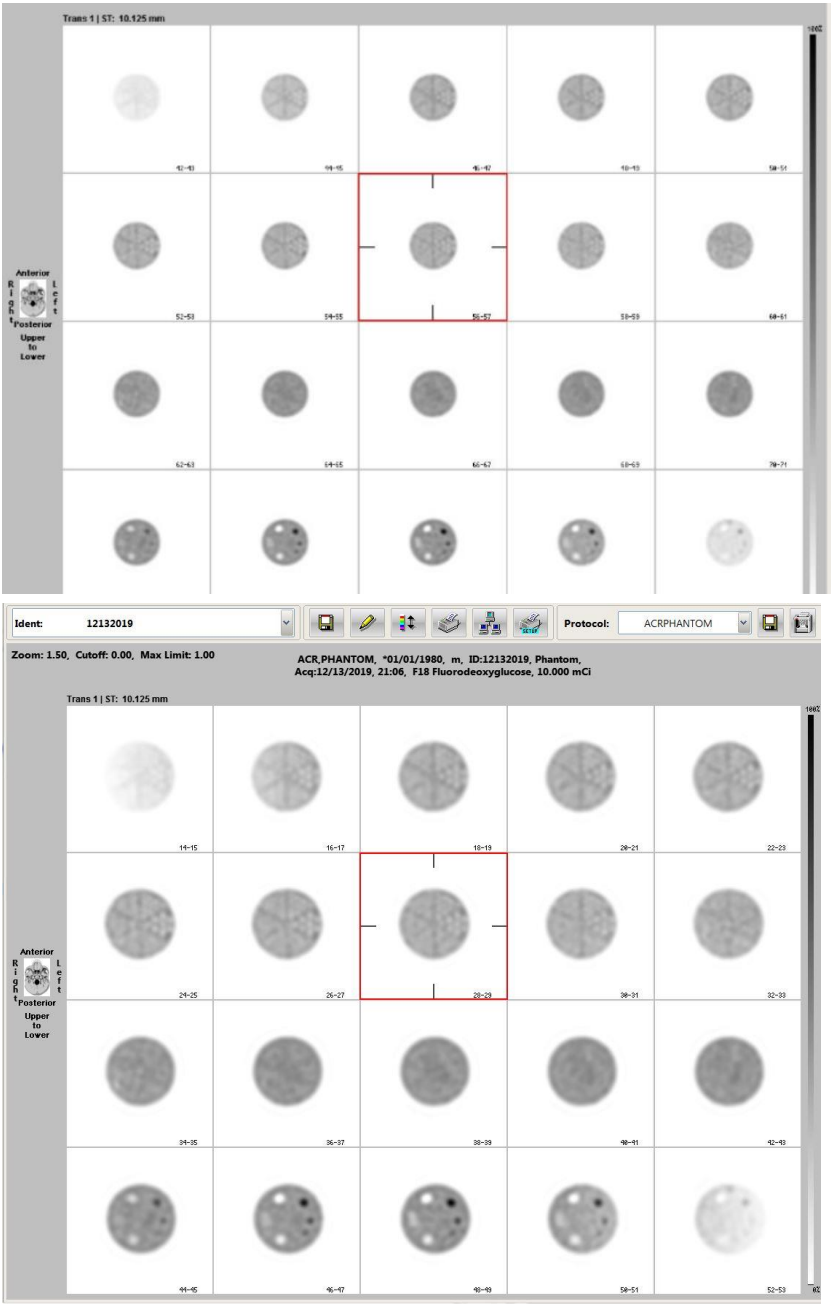 Trans 1 | ST: 10.125 mm
100%
42-43
44-45
46-47
48-49
50-51
52-53
54-55
56-57
58-59
60-61
Anterior
Right
Left
Posterior
Upper
to
Lower
62-63
64-65
66-67
68-69
70-71
Ident: 12132019
SETUP
Protocol: ACRPHANTOM
Zoom: 1.50, Cutoff: 0.00, Max Limit: 1.00
ACR,PHANTOM, *01/01/1980, m, ID:12132019, Phantom,
Acq:12/13/2019, 21:06, F18 Fluorodeoxyglucose, 10.000 mCi
Trans 1 | ST: 10.125 mm
100%
14-15
16-17
18-19
20-21
22-23
24-25
26-27
28-29
30-31
32-33
Anterior
Right
Left
Posterior
Upper
to
Lower
34-35
36-37
38-39
40-41
42-43
44-45
46-47
48-49
50-51
52-53
0%